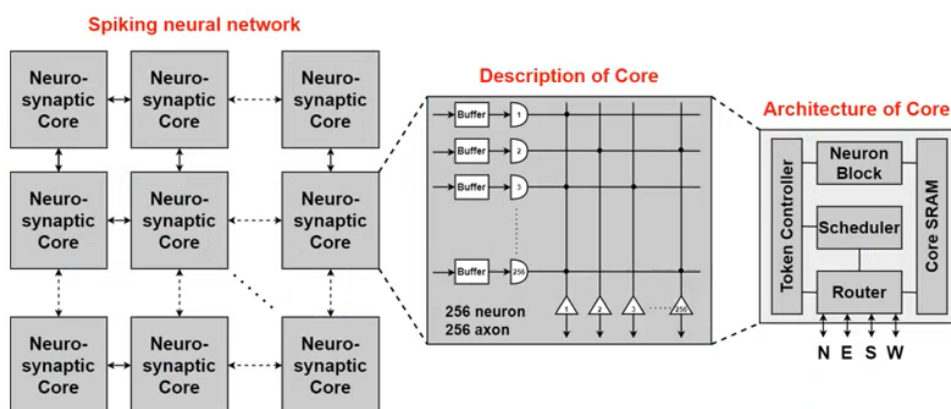 Spiking neural network
Neuro-
synaptic
Core
Neuro-
synaptic
Core
Neuro-
synaptic
Core
Neuro-
synaptic
Core
Neuro-
synaptic
Core
Neuro-
synaptic
Core
Neuro-
synaptic
Core
Neuro-
synaptic
Core
Neuro-
synaptic
Core
Description of Core
Buffer
1
Buffer
2
Buffer
3
Buffer
256
256 neuron
256 axon
1
2
3
256
Architecture of Core
Token Controller
Neuron
Block
Scheduler
Router
Core SRAM
N E S W